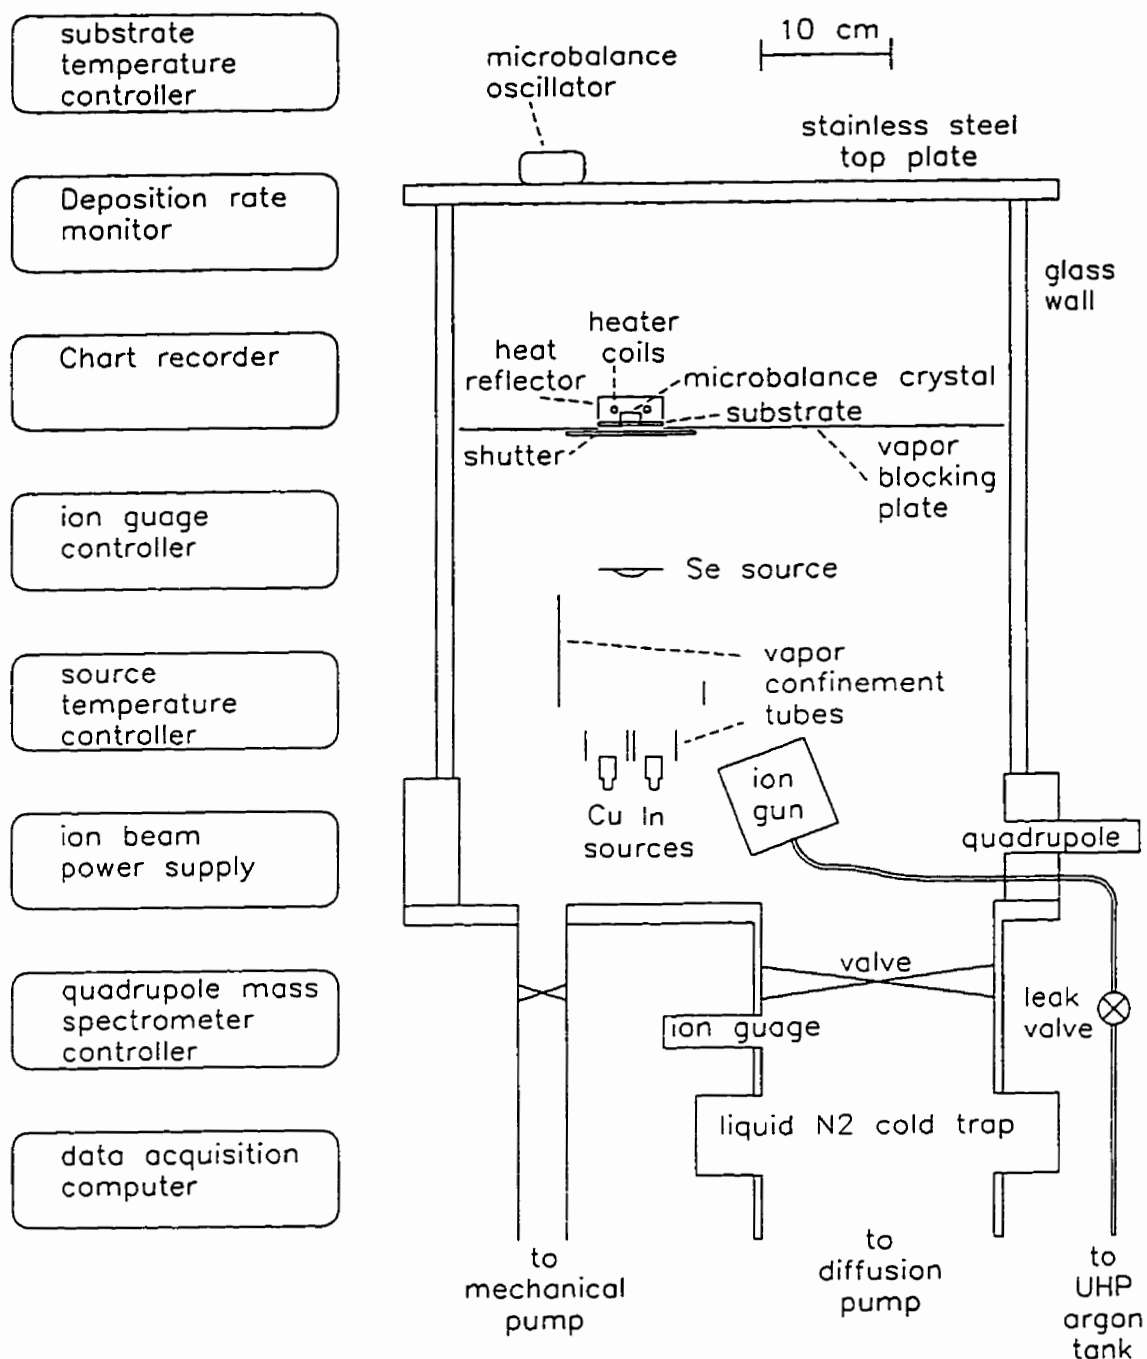 substrate
temperature
controller
Deposition rate
monitor
Chart recorder
ion guage
controller
source
temperature
controller
ion beam
power supply
quadrupole mass
spectrometer
controller
data acquisition
computer
10 cm
microbalance
oscillator
stainless steel
top plate
glass
wall
heater
coils
heat
reflector
microbalance crystal
substrate
shutter
vapor
blocking
plate
Se source
vapor
confinement
tubes
Cu In
sources
ion
gun
quadrupole
valve
leak
valve
ion guage
liquid N2 cold trap
to
mechanical
pump
to
diffusion
pump
to
UHP
argon
tank